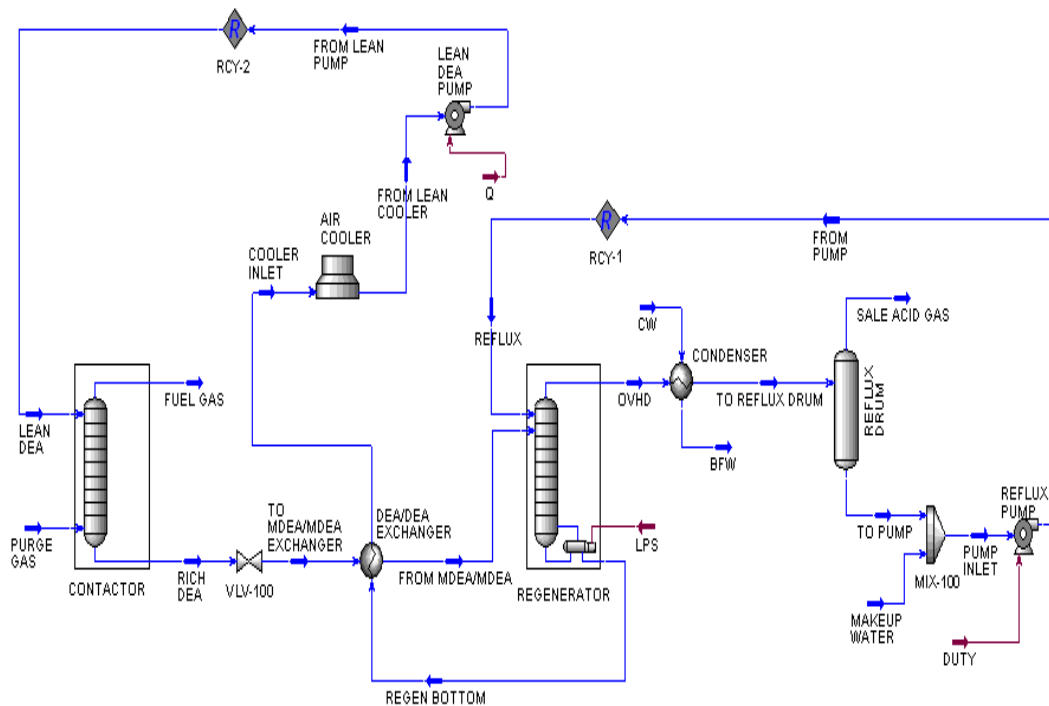 R
RCY-2
FROM LEAN
PUMP
LEAN
DEA
PUMP
Q
FROM LEAN
COOLER
AIR
COOLER
COOLER
INLET
R
RCY-1
FROM
PUMP
REFLUX
CW
CONDENSER
SALE ACID GAS
OVHD
TO REFLUX DRUM
REFLUX
DRUM
BFW
FUEL GAS
LEAN
DEA
PURGE
GAS
CONTACTOR
RICH
DEA
VLV-100
TO
MDEA/MDEA
EXCHANGER
DEA/DEA
EXCHANGER
FROM MDEA/MDEA
REGENERATOR
LPS
REGEN BOTTOM
TO PUMP
MIX-100
PUMP
INLET
REFLUX
PUMP
MAKEUP
WATER
DUTY